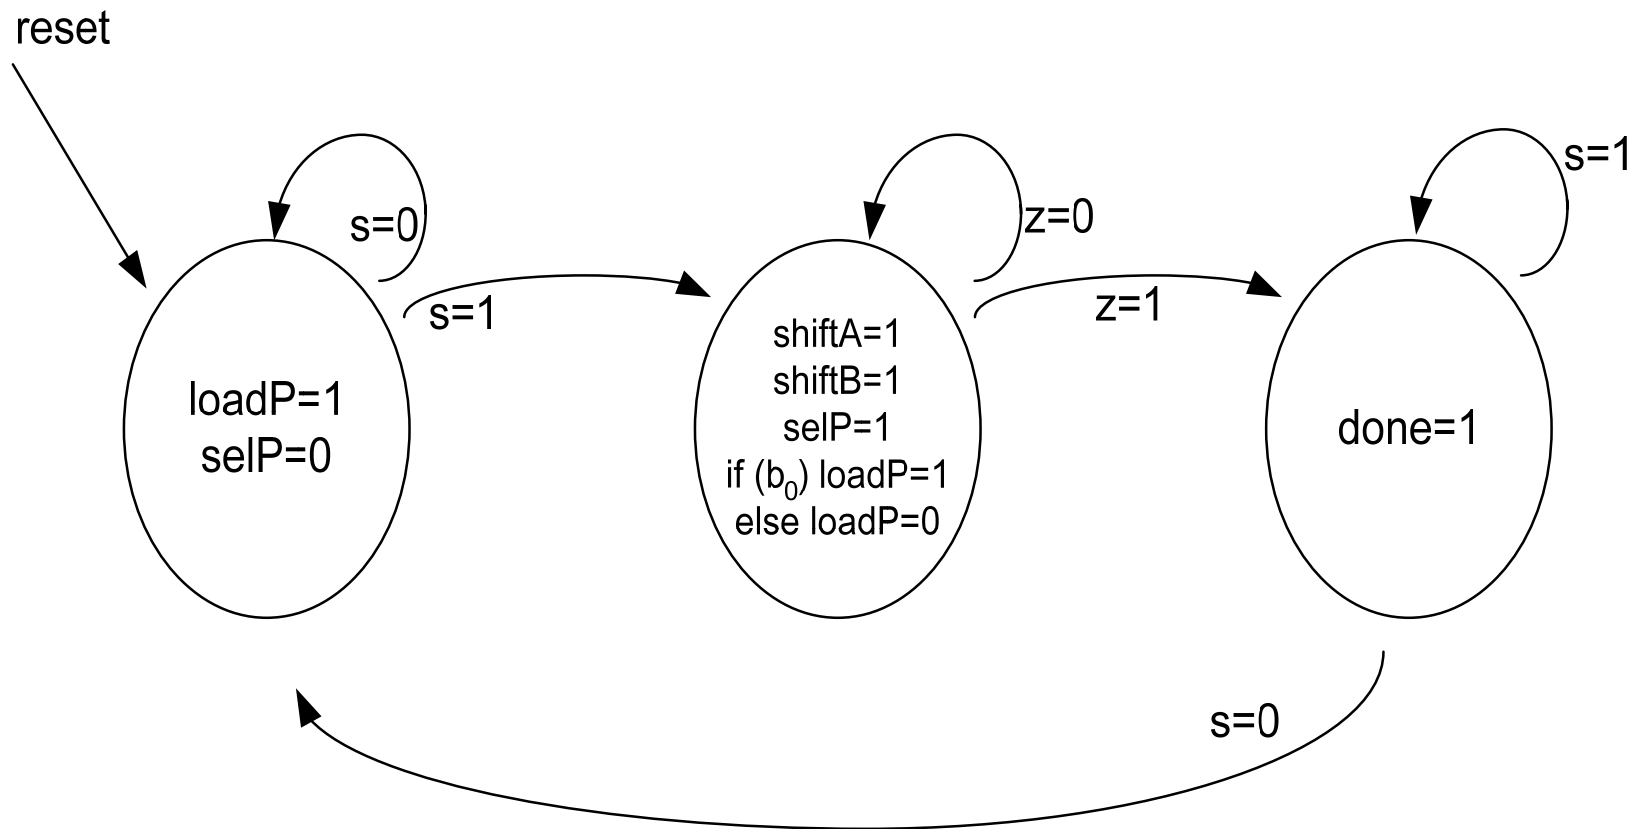 reset
s=0
s=1
loadP=1
selP=0
z=0
z=1
shiftA=1
shiftB=1
selP=1
if (b₀) loadP=1
else loadP=0
s=1
done=1
s=0